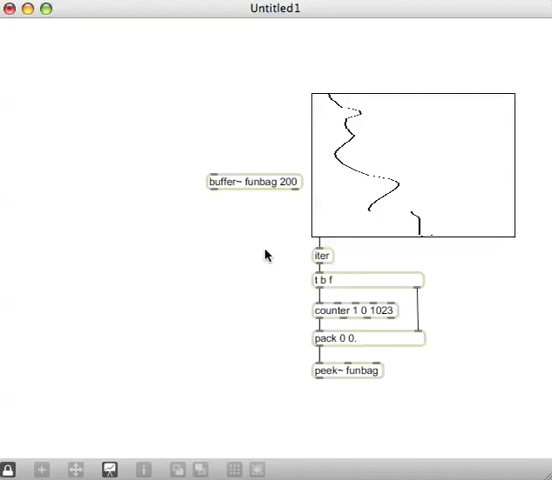 Untitled1
buffer~ funbag 200
iter
t b f
counter 1 0 1023
pack 0 0.
peek~ funbag